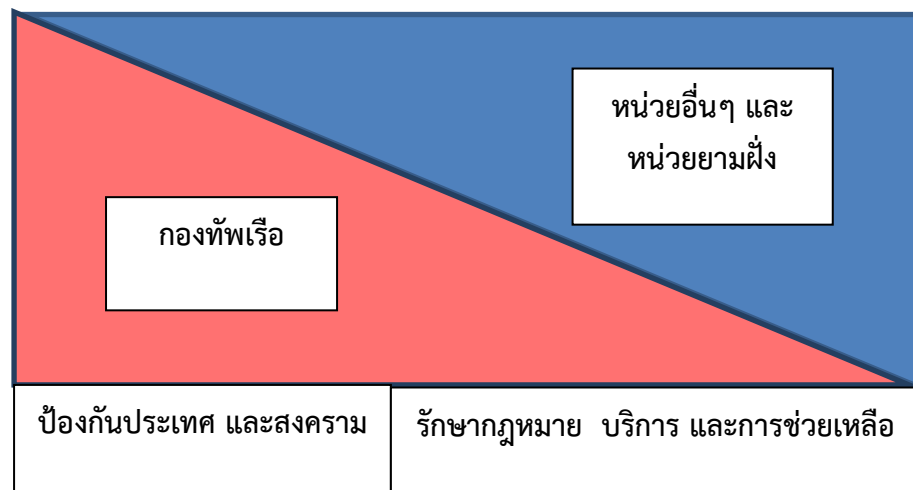 หน่วยอื่นๆ และ
หน่วยยามฝั่ง
กองทัพเรือ
ป้องกันประเทศ และสงคราม
รักษากฎหมาย บริการ และการช่วยเหลือ